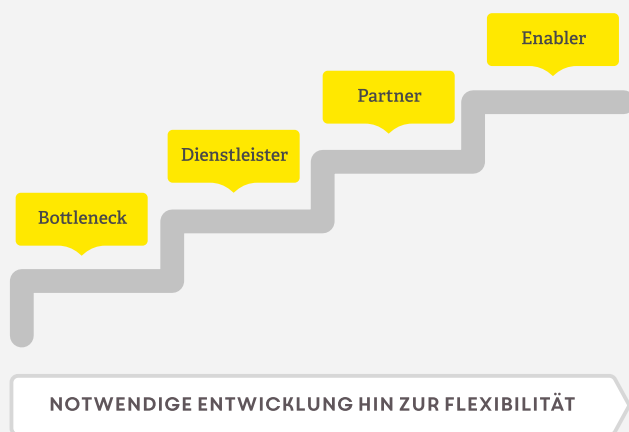 Enabler
Partner
Dienstleister
Bottleneck
NOTWENDIGE ENTWICKLUNG HIN ZUR FLEXIBILITÄT